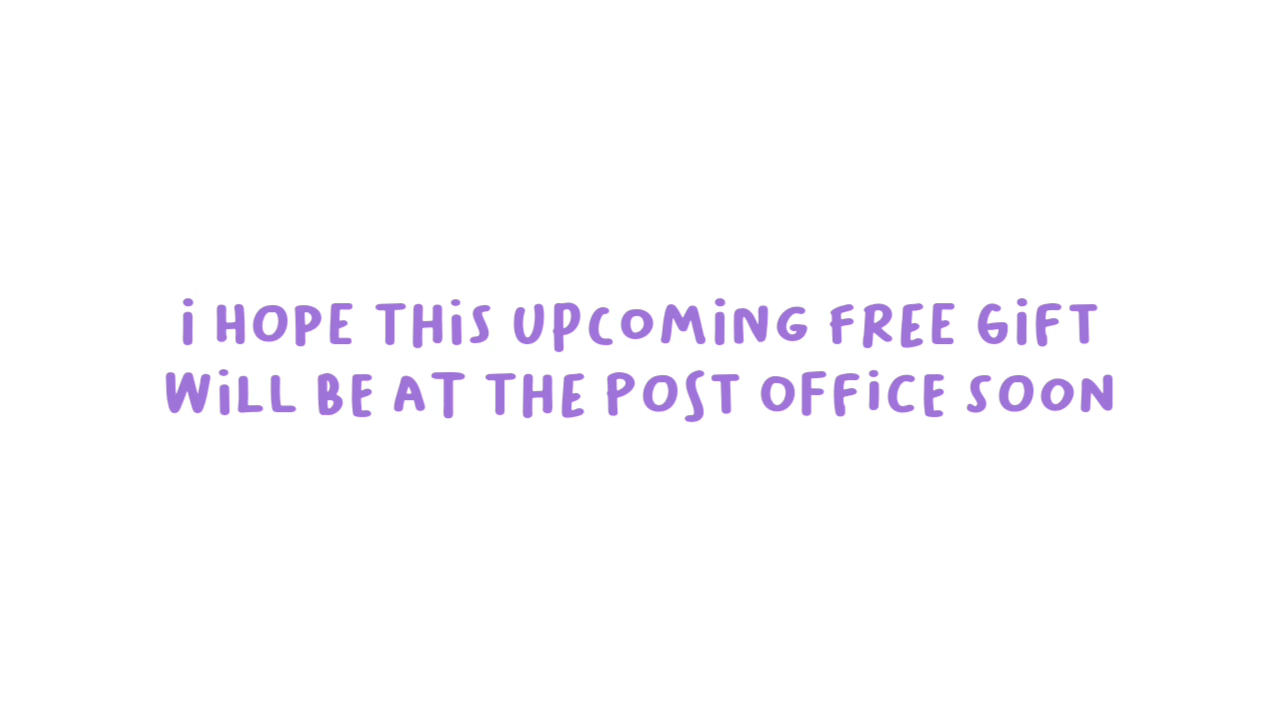 i HOPE THiS UPCOMiNG FREE GiFT
WiLL BE AT THE POST OFFiCE SOON